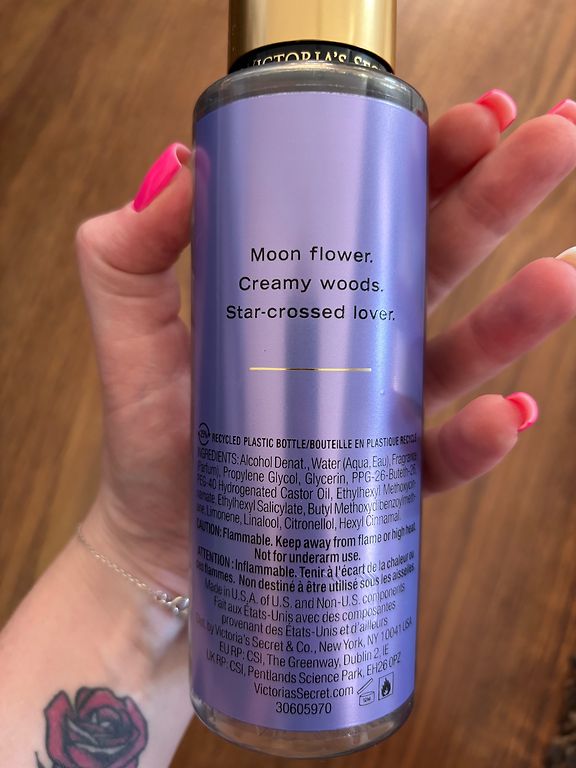 VICTORIA'S SEC
Moon flower.
Creamy woods.
Star-crossed lover.
RECYCLED PLASTIC BOTTLE/BOUTEILLE EN PLASTIQUE RECYCLÉ
INGREDIENTS: Alcohol Denat., Water (Aqua, Eau), Fragrance
(Parfum), Propylene Glycol, Glycerin, PPG-26-Buteth-26,
PEG-40 Hydrogenated Castor Oil, Ethylhexyl Methoxycin-
namate, Ethylhexyl Salicylate, Butyl Methoxydibenzoylmeth-
ane, Limonene, Linalool, Citronellol, Hexyl Cinnamal.
CAUTION: Flammable. Keep away from flame or high heat.
Not for underarm use.
ATTENTION : Inflammable. Tenir à l'écart de la chaleur ou
des flammes. Non destiné à être utilisé sous les aisselles.
Made in U.S.A. of U.S. and Non-U.S. components
Fait aux États-Unis avec des composantes
provenant des États-Unis et d'ailleurs
Dist. by Victoria's Secret & Co., New York, NY 10041 USA
EU RP: CSI, The Greenway, Dublin 2, IE
UK RP: CSI, Pentlands Science Park, EH26 0PZ
VictoriasSecret.com
30605970